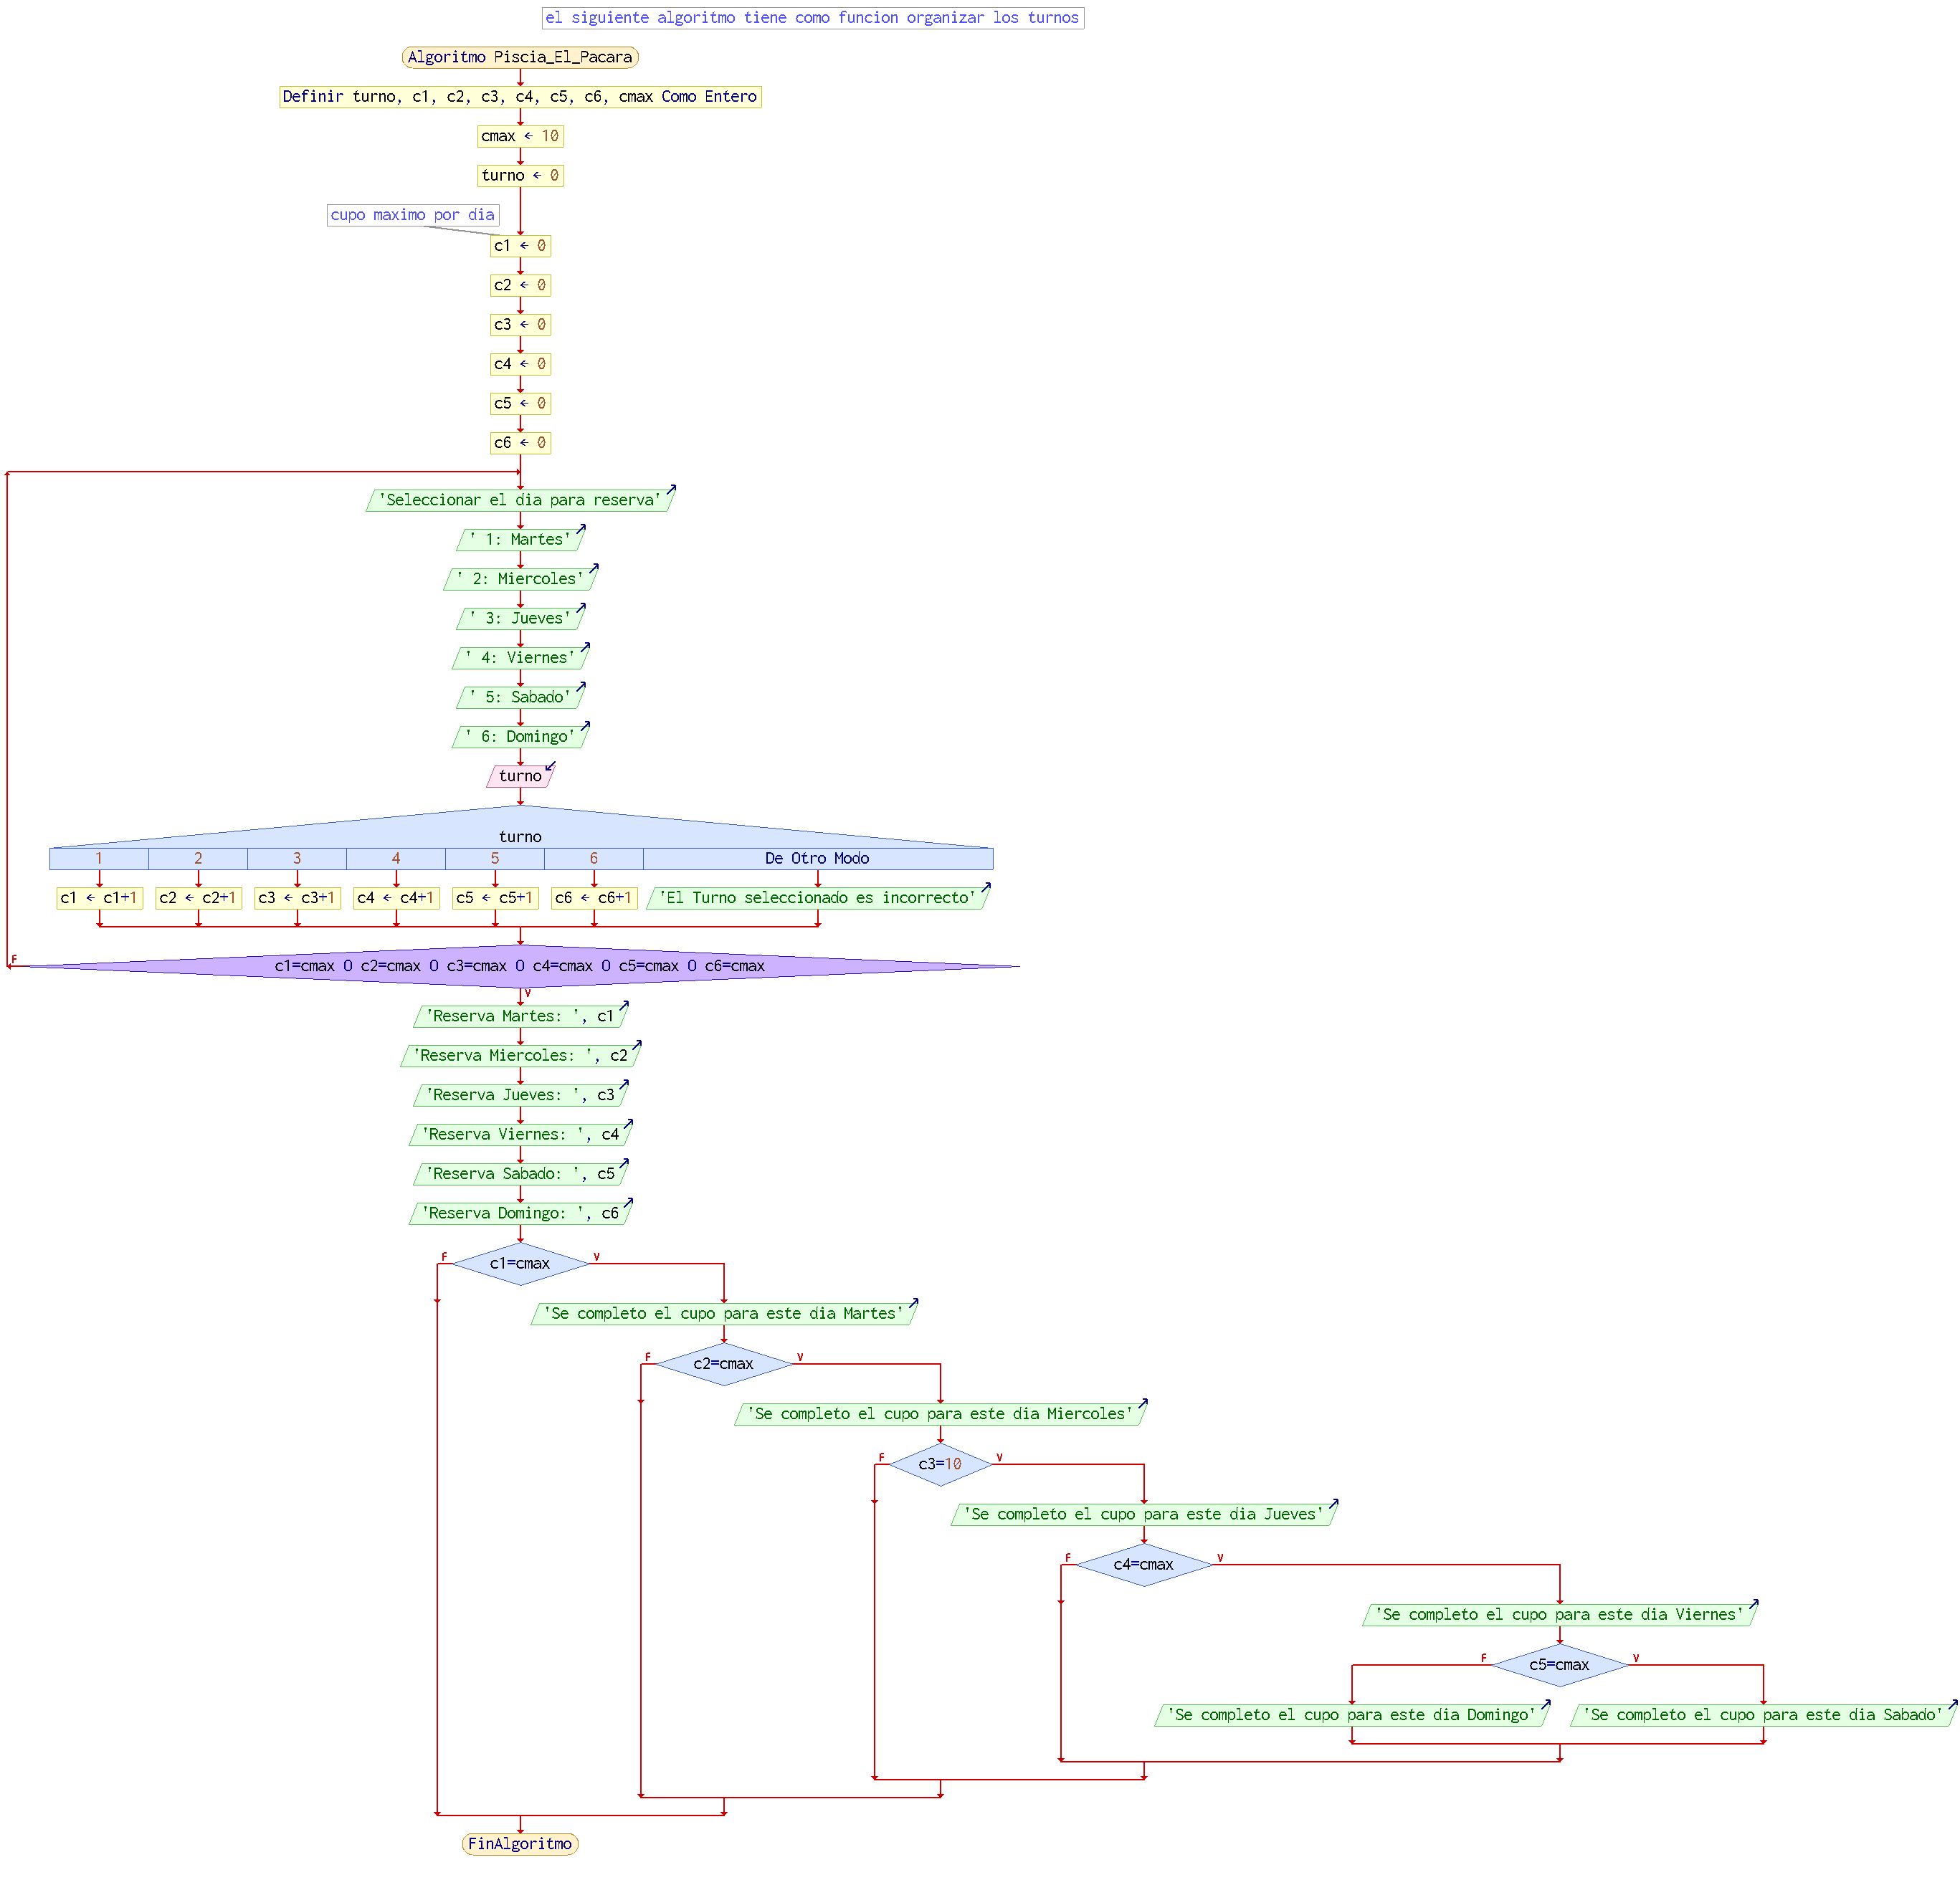 el siguiente algoritmo tiene como funcion organizar los turnos
Algoritmo Piscia_El_Pacara
Definir turno, c1, c2, c3, c4, c5, c6, cmax Como Entero
cmax ← 10
turno ← 0
cupo maximo por dia
c1 ← 0
c2 ← 0
c3 ← 0
c4 ← 0
c5 ← 0
c6 ← 0
'Seleccionar el dia para reserva'
' 1: Martes'
' 2: Miercoles'
' 3: Jueves'
' 4: Viernes'
' 5: Sabado'
' 6: Domingo'
turno
turno
1 2 3 4 5 6 De Otro Modo
c1 ← c1+1 c2 ← c2+1 c3 ← c3+1 c4 ← c4+1 c5 ← c5+1 c6 ← c6+1 'El Turno seleccionado es incorrecto'
F
c1=cmax O c2=cmax O c3=cmax O c4=cmax O c5=cmax O c6=cmax
V
'Reserva Martes: ', c1
'Reserva Miercoles: ', c2
'Reserva Jueves: ', c3
'Reserva Viernes: ', c4
'Reserva Sabado: ', c5
'Reserva Domingo: ', c6
F c1=cmax V
'Se completo el cupo para este dia Martes'
F c2=cmax V
'Se completo el cupo para este dia Miercoles'
F c3=10 V
'Se completo el cupo para este dia Jueves'
F c4=cmax V
'Se completo el cupo para este dia Viernes'
F c5=cmax V
'Se completo el cupo para este dia Domingo' 'Se completo el cupo para este dia Sabado'
FinAlgoritmo